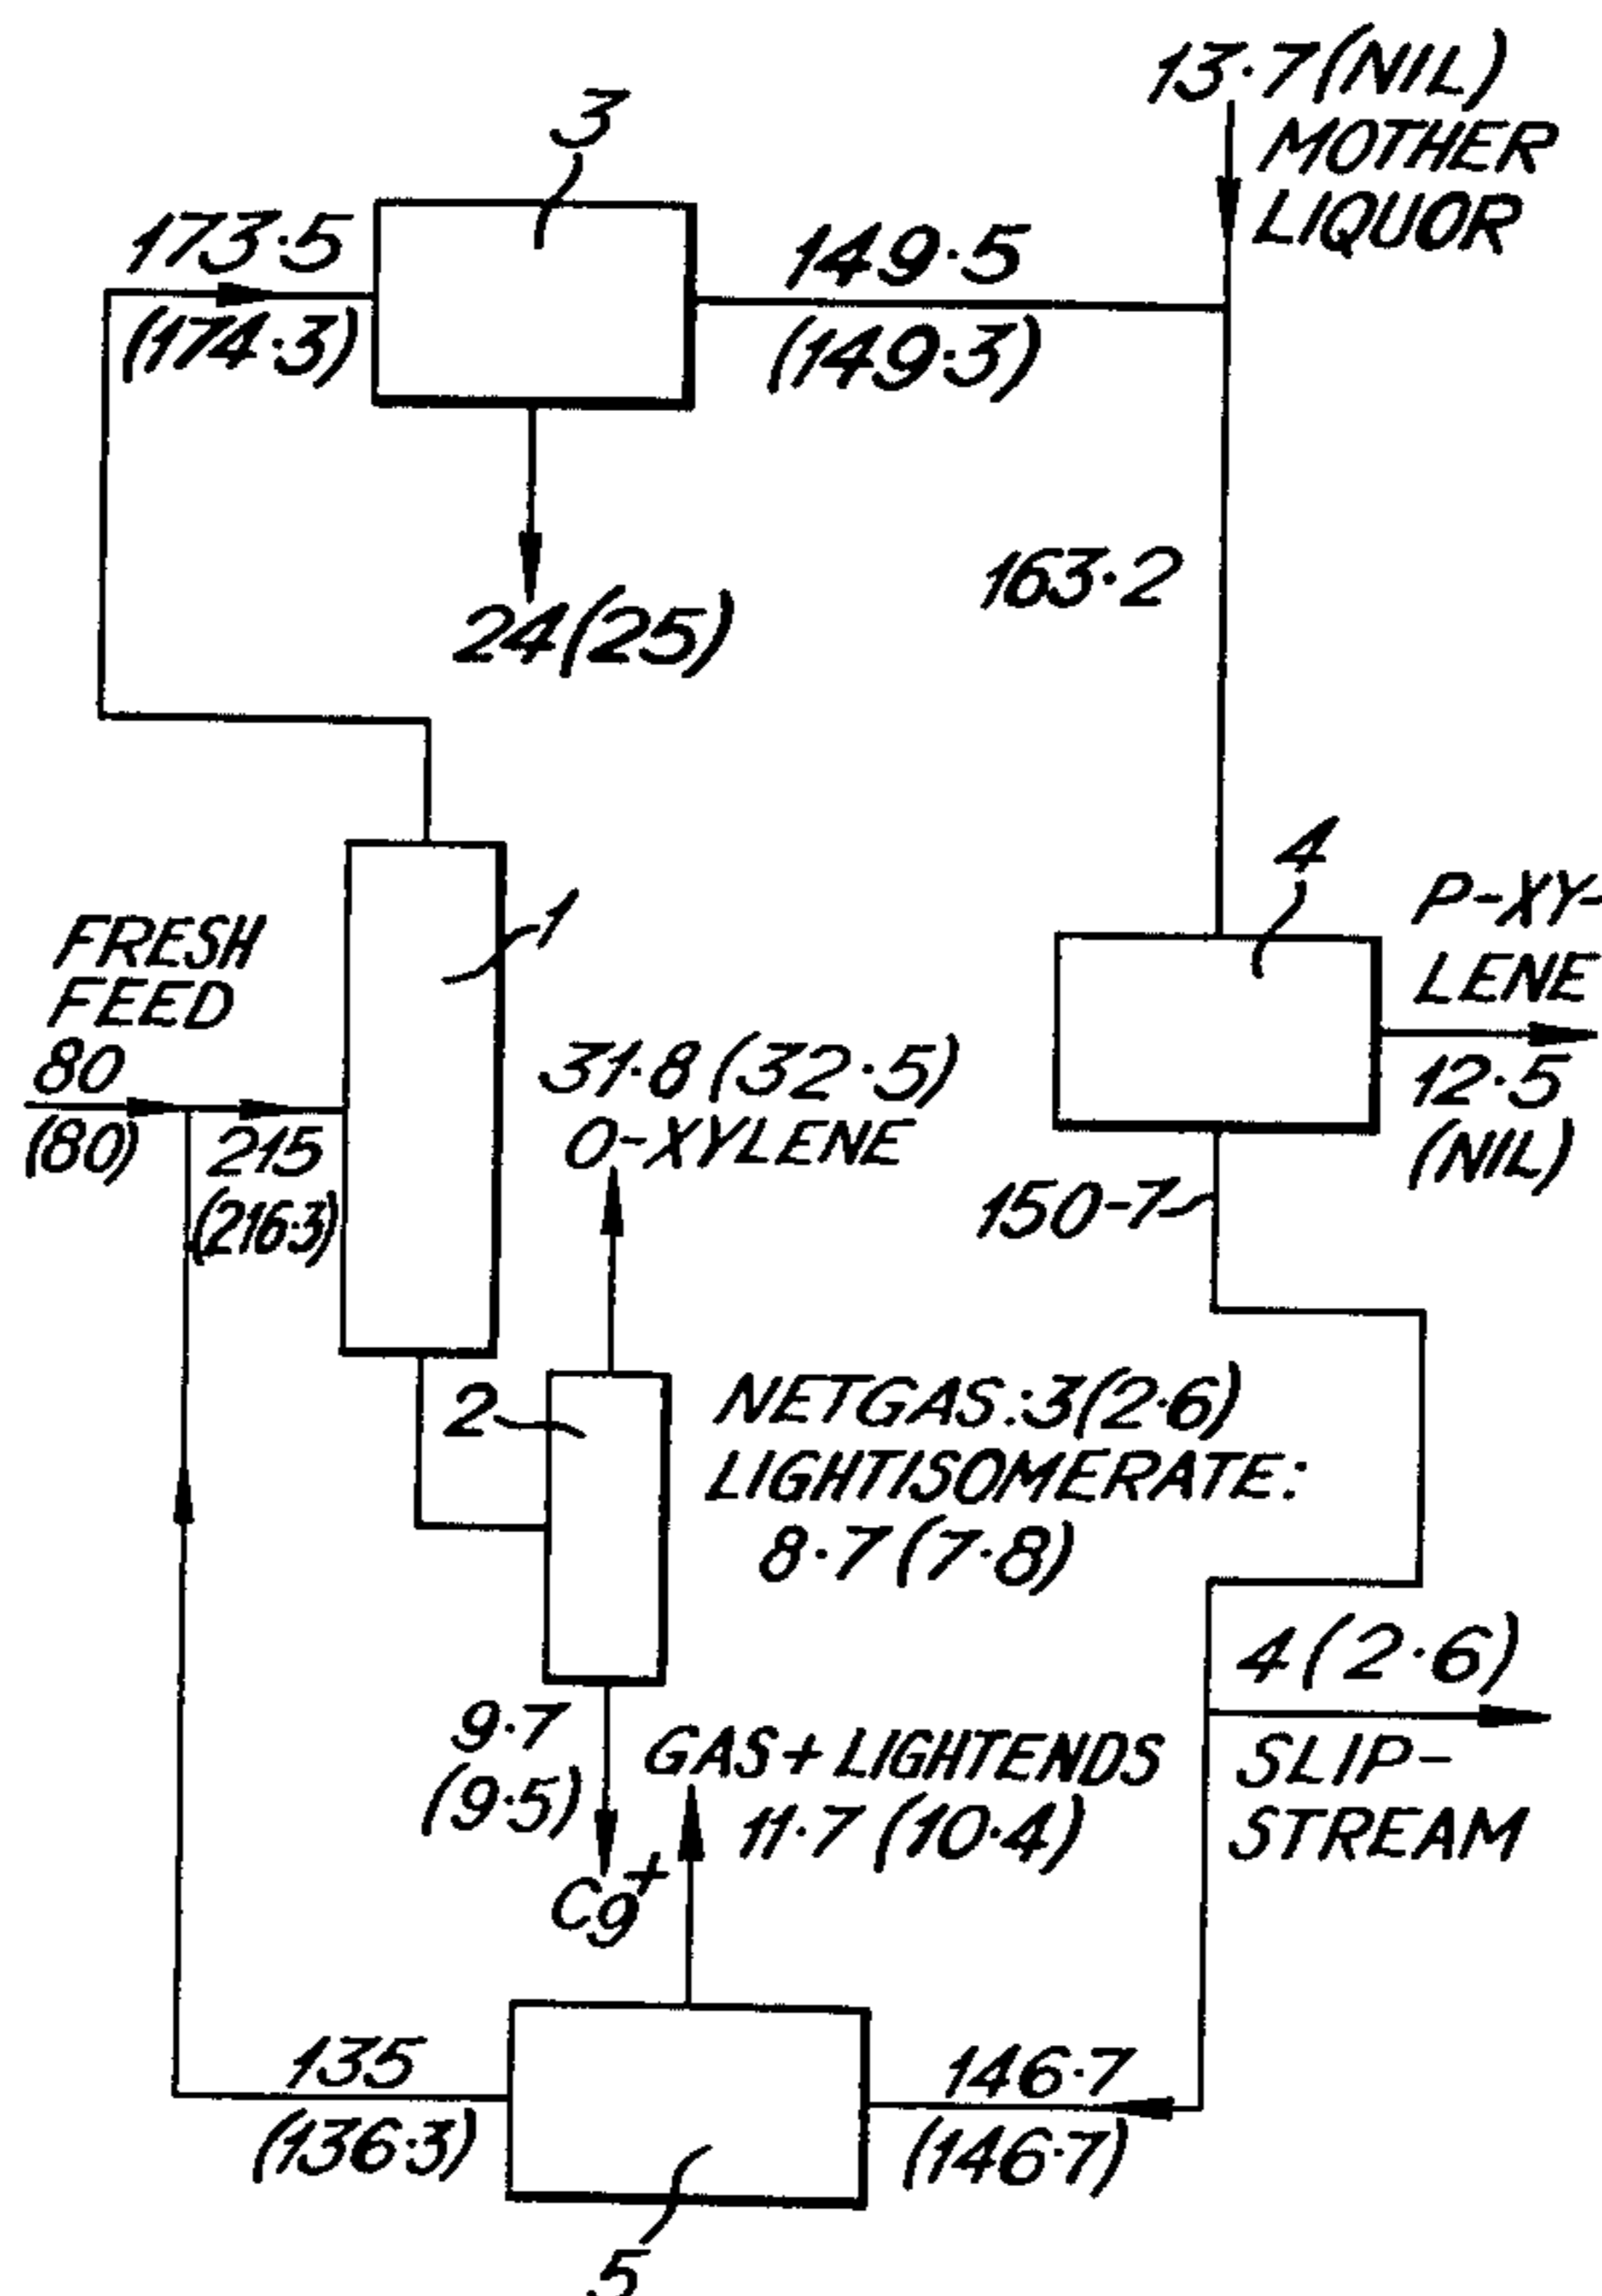 13·7(NIL)
MOTHER
LIQUOR
3
173·5
(174·3)
149·5
(149·3)
24(25)
163·2
4
P-XY-
LENE
12·5
(NIL)
1
FRESH
FEED
80
(80)
215
(216·3)
31·8(32·5)
O-XYLENE
150-7
2
NETGAS:3(2·6)
LIGHTISOMERATE:
8·7(7·8)
4(2·6)
SLIP-
STREAM
9·7
(9·5)
C9+
GAS+LIGHTENDS
11·7(10·4)
135
(136·3)
146·7
(146·7)
5